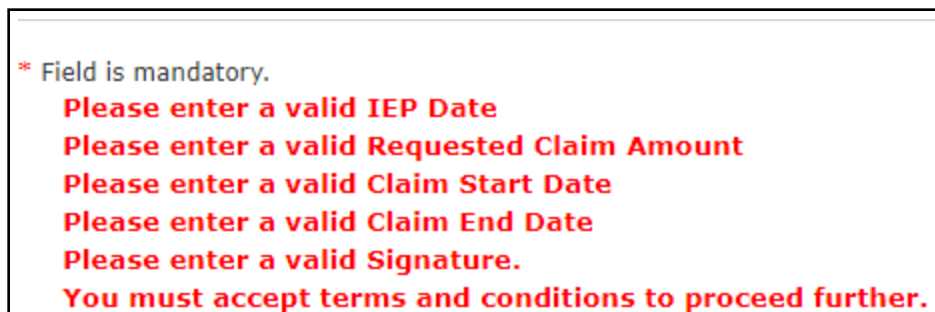 * Field is mandatory.
Please enter a valid IEP Date
Please enter a valid Requested Claim Amount
Please enter a valid Claim Start Date
Please enter a valid Claim End Date
Please enter a valid Signature.
You must accept terms and conditions to proceed further.